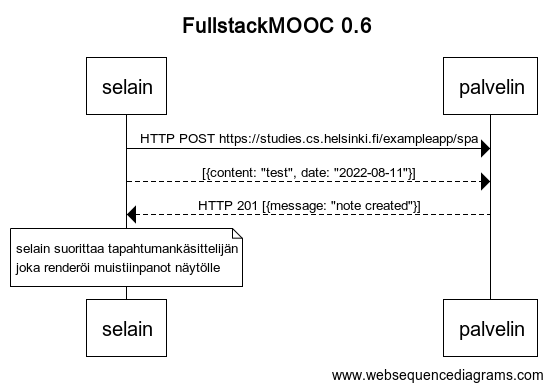 FullstackMOOC 0.6
selain
palvelin
HTTP POST https://studies.cs.helsinki.fi/exampleapp/spa
[{content: "test", date: "2022-08-11"}]
HTTP 201 [{message: "note created"}]
selain suorittaa tapahtumankäsittelijän
joka renderöi muistiinpanot näytölle
selain
palvelin
www.websequencediagrams.com